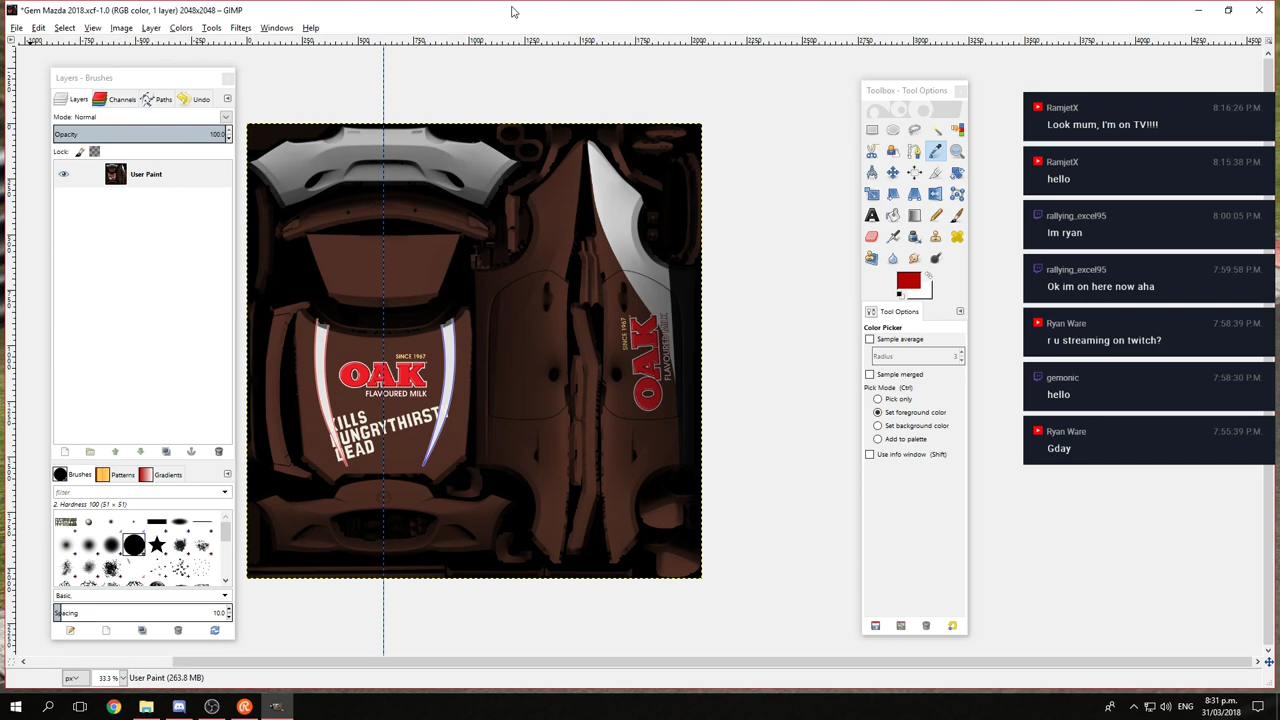 *Gem Mazda 2018.xcf-1.0 (RGB color, 1 layer) 2048x2048 – GIMP
File Edit Select View Image Layer Colors Tools Filters Windows Help
Layers - Brushes
Layers Channels Paths Undo
Mode: Normal
Opacity 100.0
Lock:
User Paint
Brushes Patterns Gradients
filter
2. Hardness 100 (51 × 51)
Basic,
Spacing 10.0
SINCE 1967
OAK
FLAVOURED MILK
KILLS
HUNGRYTHIRST
DEAD
SINCE 1967
OAK
FLAVOURED MILK
Toolbox - Tool Options
Tool Options
Color Picker
Sample average
Radius 3
Sample merged
Pick Mode (Ctrl)
Pick only
Set foreground color
Set background color
Add to palette
Use info window (Shift)
RamjetX 8:16:26 P.M.
Look mum, I'm on TV!!!!
RamjetX 8:15:38 P.M.
hello
rallying_excel95 8:00:05 P.M.
Im ryan
rallying_excel95 7:59:58 P.M.
Ok im on here now aha
Ryan Ware 7:58:39 P.M.
r u streaming on twitch?
gemonic 7:58:30 P.M.
hello
Ryan Ware 7:55:39 P.M.
Gday
px 33.3 % User Paint (263.8 MB)
ENG
8:31 p.m.
31/03/2018